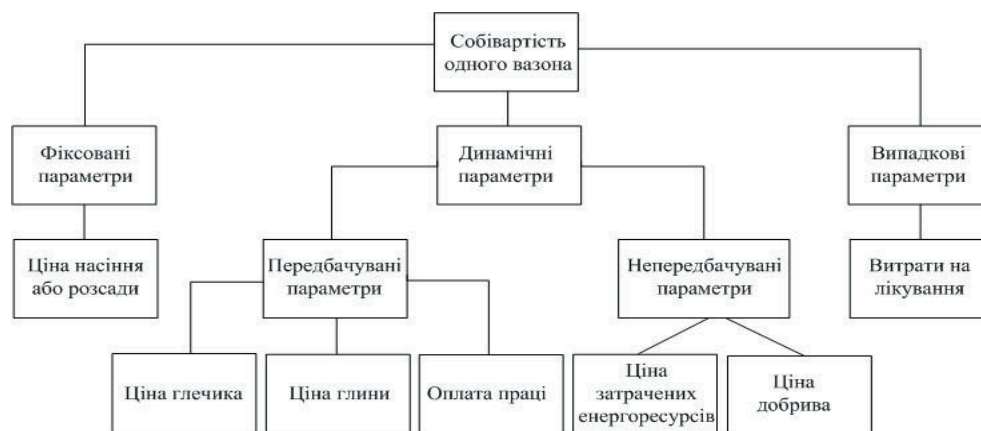 Собівартість
одного вазона
Фіксовані
параметри
Динамічні
параметри
Випадкові
параметри
Ціна насіння
або розсади
Передбачувані
параметри
Непередбачувані
параметри
Витрати на
лікування
Ціна глечика
Ціна глини
Оплата праці
Ціна
затрачених
енергоресурсів
Ціна
добрива